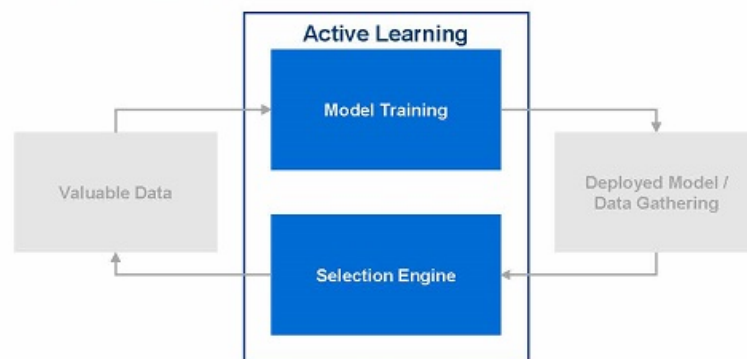 Active Learning
Model Training
Valuable Data
Deployed Model /
Data Gathering
Selection Engine